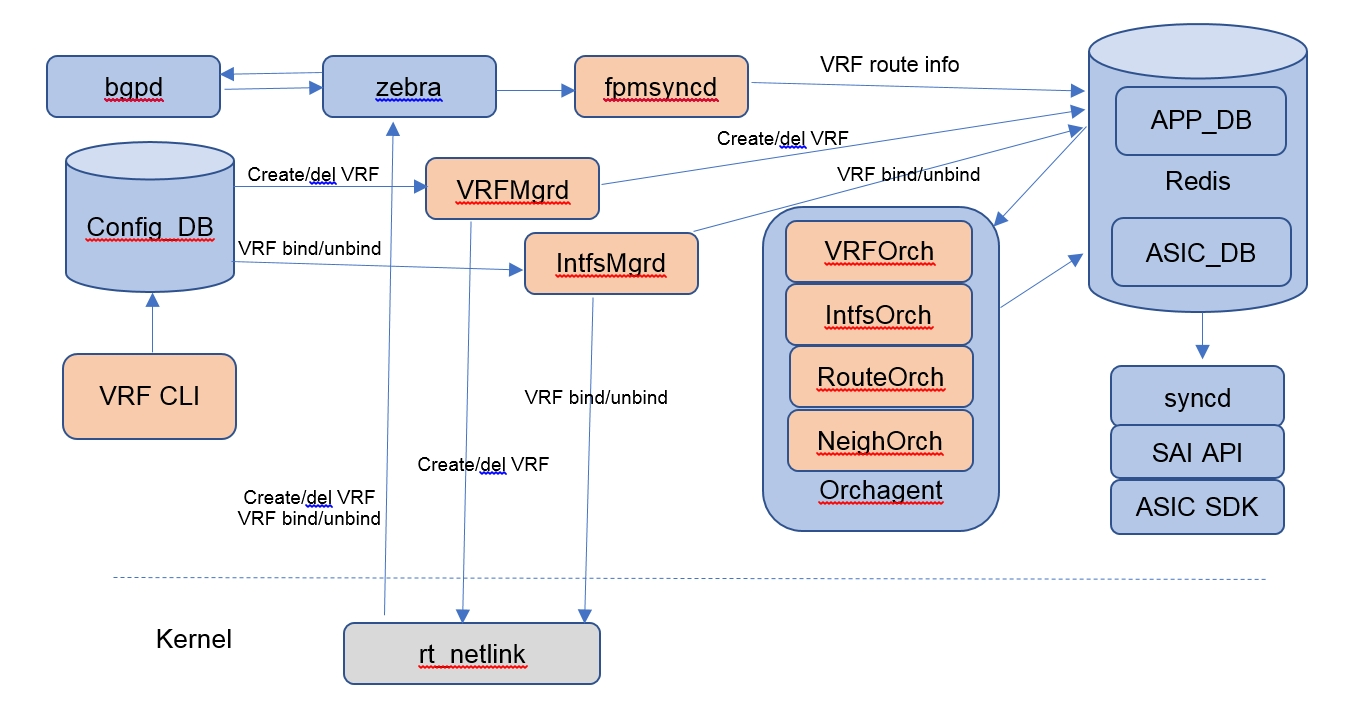 bgpd
zebra
fpmsyncd
VRF route info
APP_DB
Redis
ASIC_DB
Create/del VRF
VRF bind/unbind
Config_DB
Create/del VRF
VRF bind/unbind
VRFMgrd
IntfsMgrd
VRF CLI
VRFOrch
IntfsOrch
RouteOrch
NeighOrch
Orchagent
syncd
SAI API
ASIC SDK
VRF bind/unbind
Create/del VRF
Create/del VRF
VRF bind/unbind
Kernel
rt_netlink